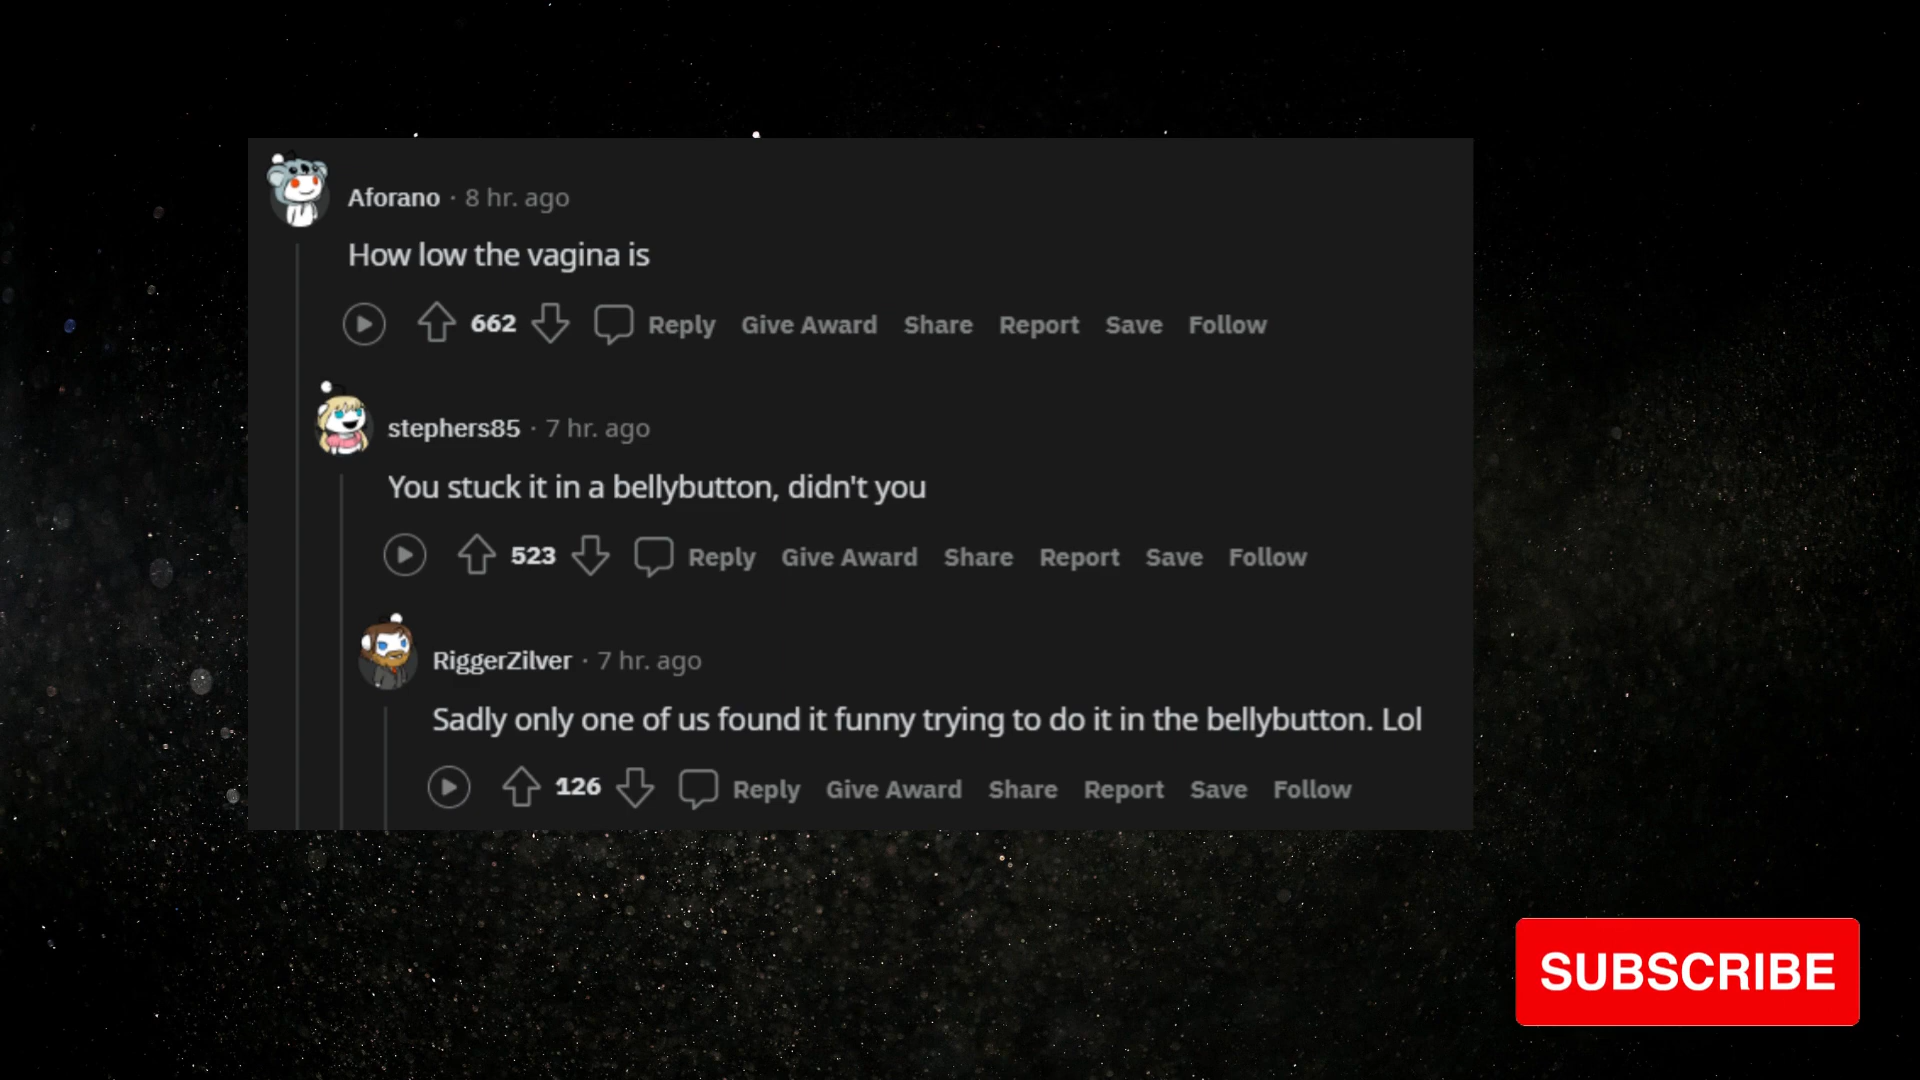 Aforano · 8 hr. ago
How low the vagina is
662 Reply Give Award Share Report Save Follow
stephers85 · 7 hr. ago
You stuck it in a bellybutton, didn't you
523 Reply Give Award Share Report Save Follow
RiggerZilver · 7 hr. ago
Sadly only one of us found it funny trying to do it in the bellybutton. Lol
126 Reply Give Award Share Report Save Follow
SUBSCRIBE